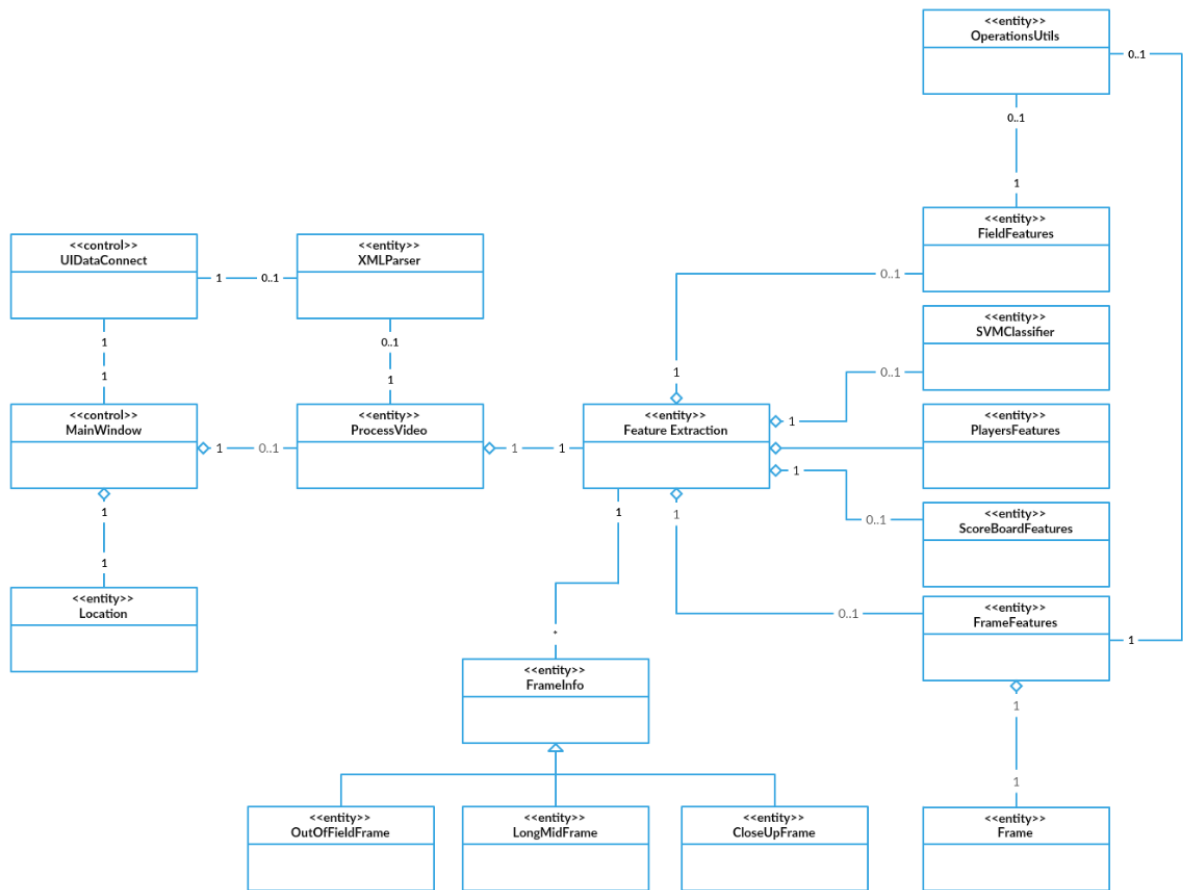 <<entity>>
OperationsUtils
0..1
0..1
1
<<entity>>
FieldFeatures
<<control>>
UIDataConnect
<<entity>>
XMLParser
0..1
1
0..1
<<entity>>
SVMClassifier
1
0..1
1
1
1
0..1
<<control>>
MainWindow
<<entity>>
ProcessVideo
<<entity>>
Feature Extraction
<<entity>>
PlayersFeatures
1
1
0..1
1
1
1
<<entity>>
ScoreBoardFeatures
1
1
1
0..1
1
<<entity>>
Location
<<entity>>
FrameFeatures
0..1
*
1
<<entity>>
FrameInfo
1
1
<<entity>>
OutOfFieldFrame
<<entity>>
LongMidFrame
<<entity>>
CloseUpFrame
<<entity>>
Frame